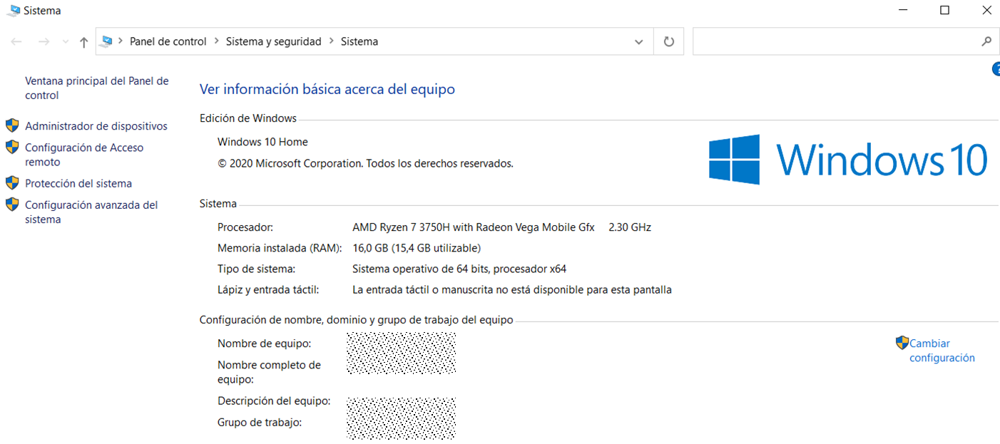 Sistema
Panel de control > Sistema y seguridad > Sistema
Ventana principal del Panel de
control
Administrador de dispositivos
Configuración de Acceso
remoto
Protección del sistema
Configuración avanzada del
sistema
?
Ver información básica acerca del equipo
Edición de Windows
Windows 10 Home
© 2020 Microsoft Corporation. Todos los derechos reservados.
Windows 10
Sistema
Procesador: AMD Ryzen 7 3750H with Radeon Vega Mobile Gfx 2.30 GHz
Memoria instalada (RAM): 16,0 GB (15,4 GB utilizable)
Tipo de sistema: Sistema operativo de 64 bits, procesador x64
Lápiz y entrada táctil: La entrada táctil o manuscrita no está disponible para esta pantalla
Configuración de nombre, dominio y grupo de trabajo del equipo
Nombre de equipo:
Nombre completo de
equipo:
Descripción del equipo:
Grupo de trabajo:
Cambiar
configuración